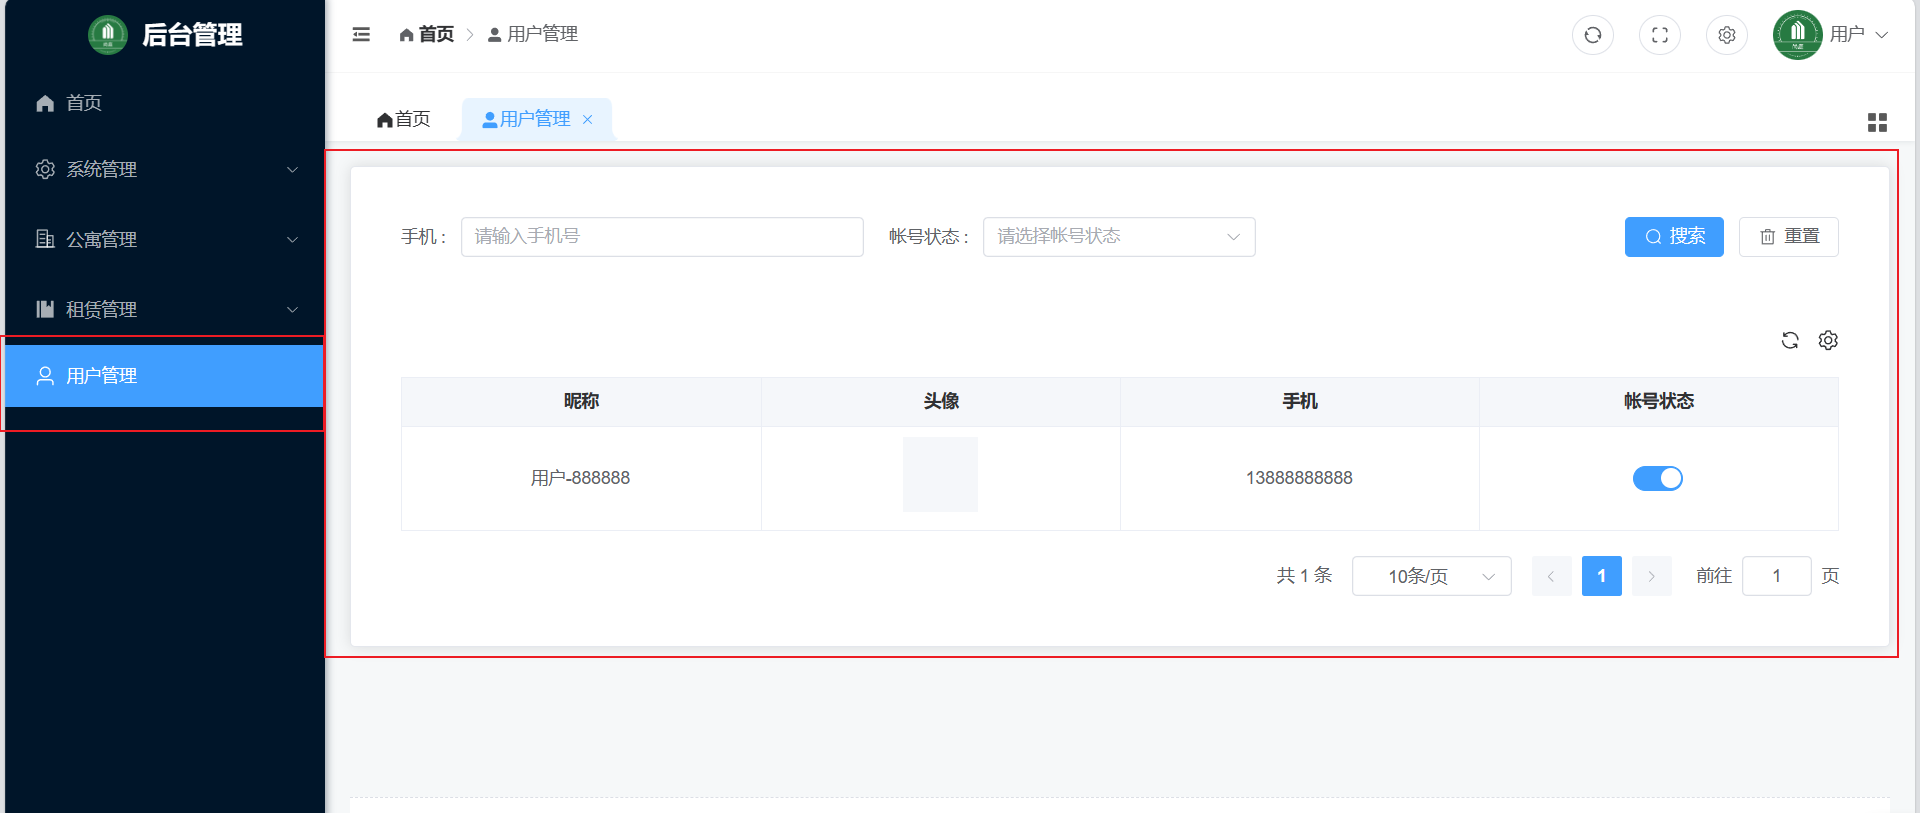 后台管理
首页
系统管理
公寓管理
租赁管理
用户管理
首页 用户管理
用户
首页 用户管理
手机： 请输入手机号 帐号状态： 请选择帐号状态 搜索 重置
昵称 头像 手机 帐号状态
用户-888888 13888888888
共 1 条 10条/页 1 前往 1 页